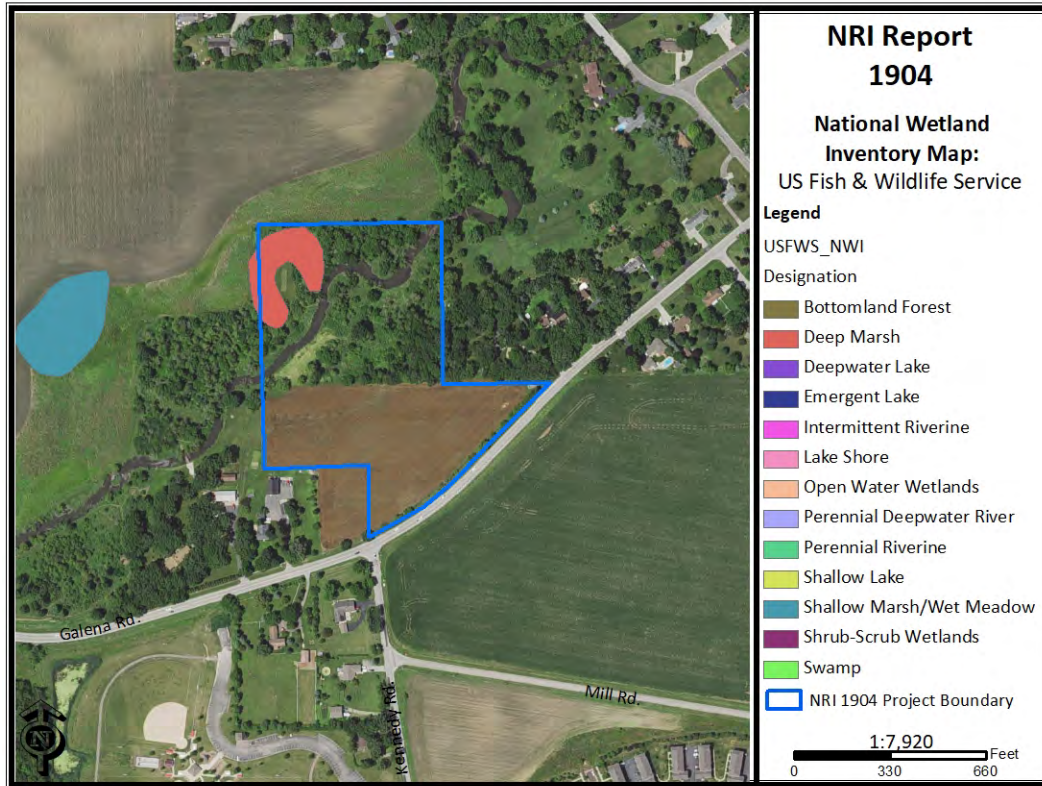 NRI Report
1904
National Wetland
Inventory Map:
US Fish & Wildlife Service
Legend
USFWS_NWI
Designation
Bottomland Forest
Deep Marsh
Deepwater Lake
Emergent Lake
Intermittent Riverine
Lake Shore
Open Water Wetlands
Perennial Deepwater River
Perennial Riverine
Shallow Lake
Shallow Marsh/Wet Meadow
Shrub-Scrub Wetlands
Swamp
NRI 1904 Project Boundary
1:7,920
Feet
0 330 660
Galena Rd.
Kennedy Rd.
Mill Rd.
N